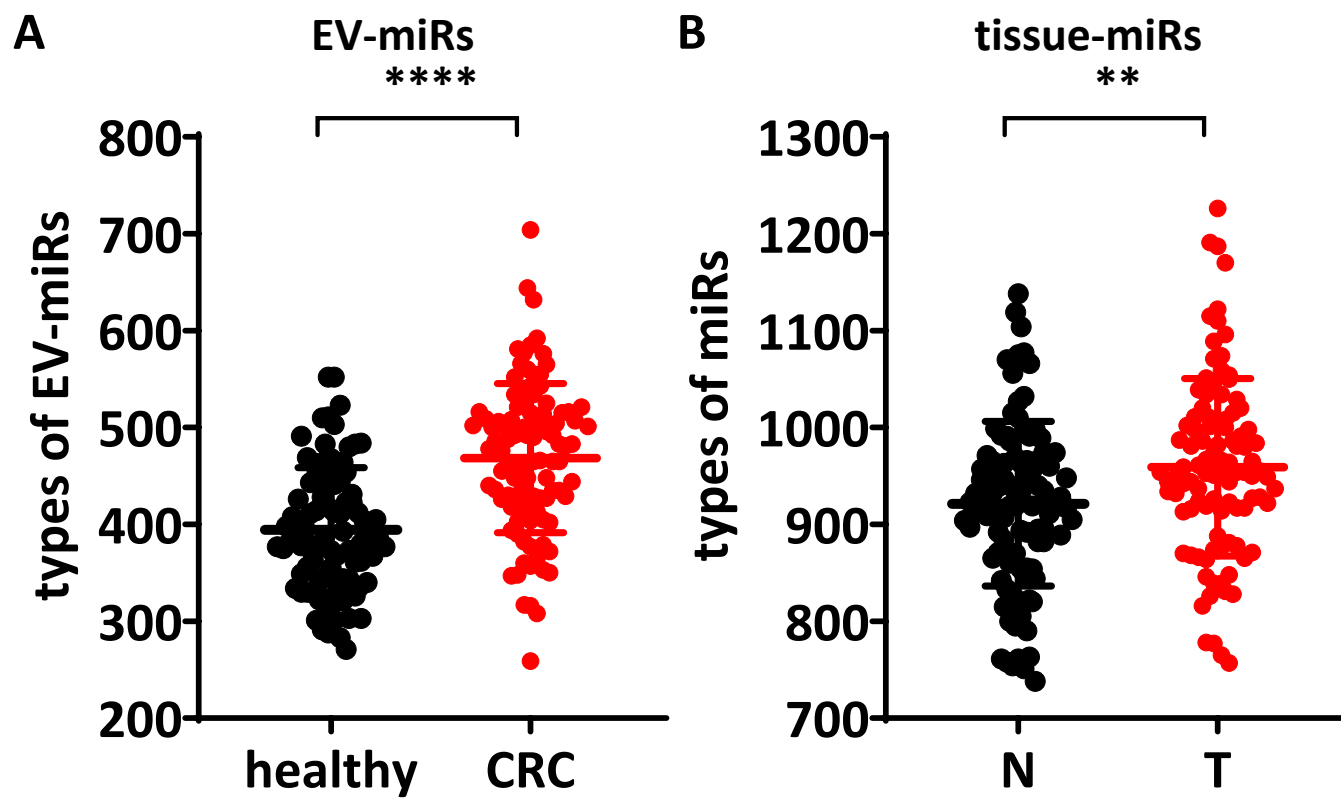 A
EV-miRs
****
types of EV-miRs
800
700
600
500
400
300
200
healthy
CRC
B
tissue-miRs
**
types of miRs
1300
1200
1100
1000
900
800
700
N
T